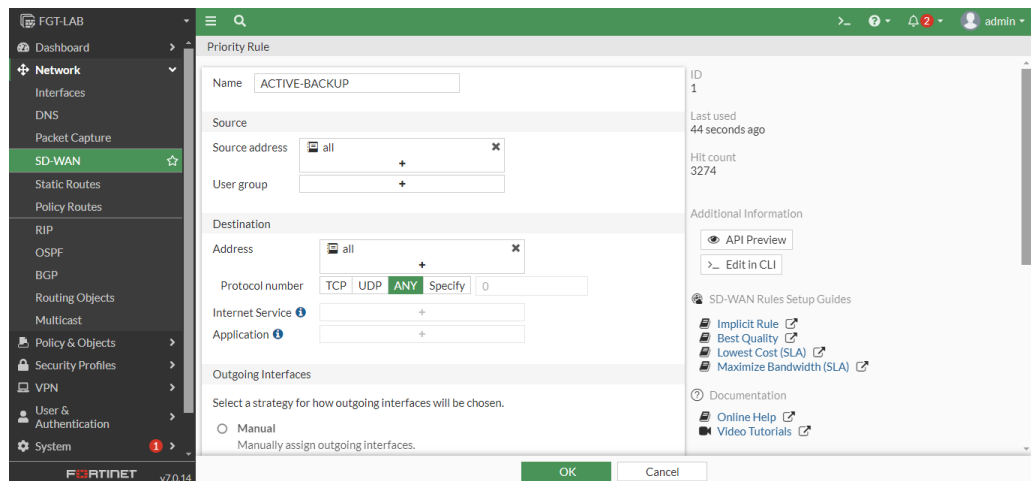 FGT-LAB
2
admin
Dashboard
Network
Interfaces
DNS
Packet Capture
SD-WAN
Static Routes
Policy Routes
RIP
OSPF
BGP
Routing Objects
Multicast
Policy & Objects
Security Profiles
VPN
User &
Authentication
System 1
FORTINET v7.0.14
Priority Rule
Name ACTIVE-BACKUP
Source
Source address all
+
User group +
Destination
Address all
+
Protocol number TCP UDP ANY Specify 0
Internet Service +
Application +
Outgoing Interfaces
Select a strategy for how outgoing interfaces will be chosen.
Manual
Manually assign outgoing interfaces.
OK Cancel
ID
1
Last used
44 seconds ago
Hit count
3274
Additional Information
API Preview
>_ Edit in CLI
SD-WAN Rules Setup Guides
Implicit Rule
Best Quality
Lowest Cost (SLA)
Maximize Bandwidth (SLA)
Documentation
Online Help
Video Tutorials